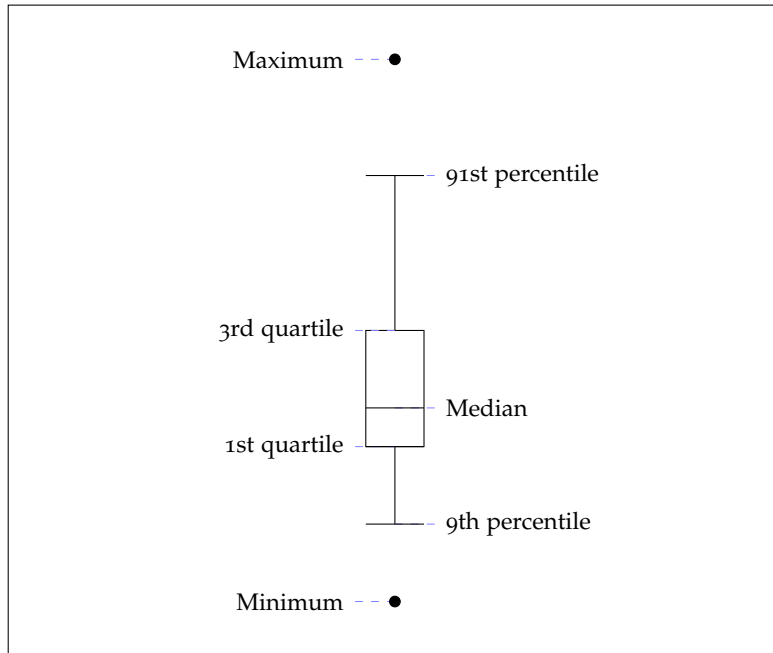 Maximum
91st percentile
3rd quartile
Median
1st quartile
9th percentile
Minimum